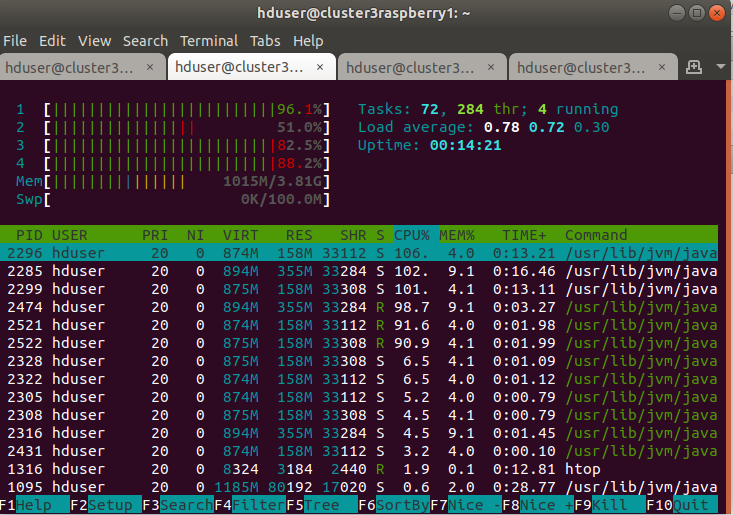 hduser@cluster3raspberry1: ~
File Edit View Search Terminal Tabs Help
hduser@cluster3... × hduser@cluster3... × hduser@cluster3... × hduser@cluster3... ×
1 [|||||||||||||||||||||||||96.1%] Tasks: 72, 284 thr; 4 running
2 [|||||||||||||||| 51.0%] Load average: 0.78 0.72 0.30
3 [|||||||||||||||||||||||||82.5%] Uptime: 00:14:21
4 [|||||||||||||||||||||||||88.2%]
Mem[||||||||||||||| 1015M/3.81G]
Swp[ 0K/100.0M]
PID USER PRI NI VIRT RES SHR S CPU% MEM% TIME+ Command
2296 hduser 20 0 874M 158M 33112 S 106. 4.0 0:13.21 /usr/lib/jvm/java
2285 hduser 20 0 894M 355M 33284 S 102. 9.1 0:16.46 /usr/lib/jvm/java
2299 hduser 20 0 875M 158M 33308 S 101. 4.1 0:13.11 /usr/lib/jvm/java
2474 hduser 20 0 894M 355M 33284 R 98.7 9.1 0:03.27 /usr/lib/jvm/java
2521 hduser 20 0 874M 158M 33112 R 91.6 4.0 0:01.98 /usr/lib/jvm/java
2522 hduser 20 0 875M 158M 33308 R 90.9 4.1 0:01.99 /usr/lib/jvm/java
2328 hduser 20 0 875M 158M 33308 S 6.5 4.1 0:01.09 /usr/lib/jvm/java
2322 hduser 20 0 874M 158M 33112 S 6.5 4.0 0:01.12 /usr/lib/jvm/java
2305 hduser 20 0 874M 158M 33112 S 5.2 4.0 0:00.79 /usr/lib/jvm/java
2308 hduser 20 0 875M 158M 33308 S 4.5 4.1 0:00.79 /usr/lib/jvm/java
2316 hduser 20 0 894M 355M 33284 S 4.5 9.1 0:01.45 /usr/lib/jvm/java
2431 hduser 20 0 874M 158M 33112 S 3.2 4.0 0:00.10 /usr/lib/jvm/java
1316 hduser 20 0 8324 3184 2440 R 1.9 0.1 0:12.81 htop
1095 hduser 20 0 1185M 80192 17020 S 0.6 2.0 0:28.77 /usr/lib/jvm/java
F1Help F2Setup F3SearchF4FilterF5Tree F6SortByF7Nice -F8Nice +F9Kill F10Quit